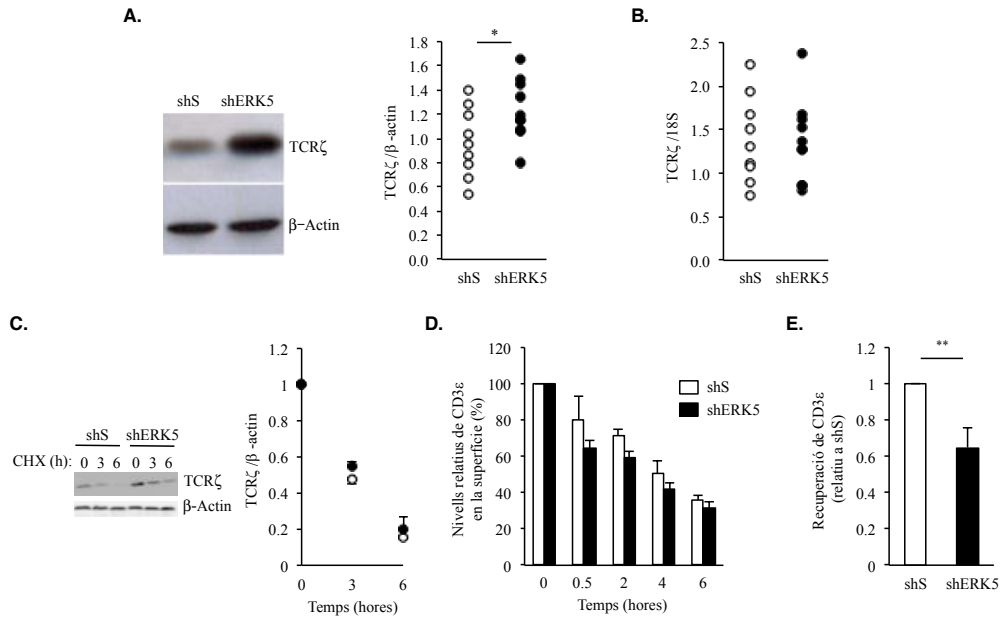 A.
shS shERK5
TCRζ
β−Actin
TCRζ /β -actin
1.8
1.6
1.4
1.2
1.0
0.8
0.6
0.4
0.2
0.0
*
shS shERK5
B.
TCRζ /18S
2.5
2.0
1.5
1.0
0.5
0.0
shS shERK5
C.
shS shERK5
CHX (h): 0 3 6 0 3 6
TCRζ
β-Actin
TCRζ /β -actin
1.2
1
0.8
0.6
0.4
0.2
0
0 3 6
Temps (hores)
D.
Nivells relatius de CD3ε
en la superfície (%)
120
100
80
60
40
20
0
shS
shERK5
0 0.5 2 4 6
Temps (hores)
E.
Recuperació de CD3ε
(relatiu a shS)
1.2
1
0.8
0.6
0.4
0.2
0
**
shS shERK5